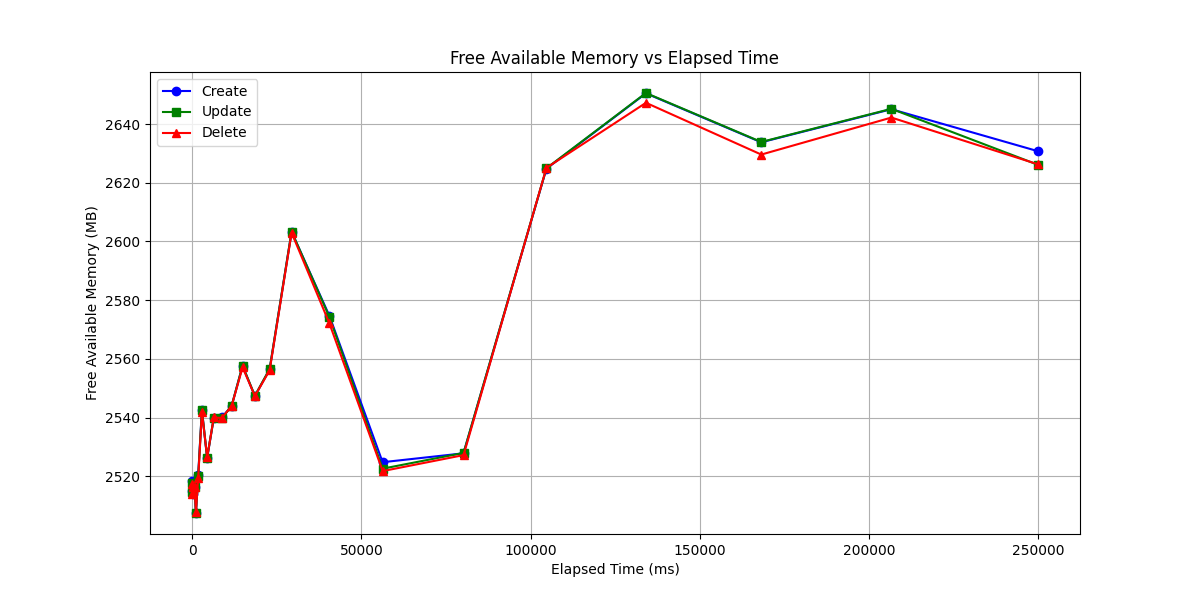 Free Available Memory vs Elapsed Time
Create
Update
Delete
Free Available Memory (MB)
2640
2620
2600
2580
2560
2540
2520
0 50000 100000 150000 200000 250000
Elapsed Time (ms)